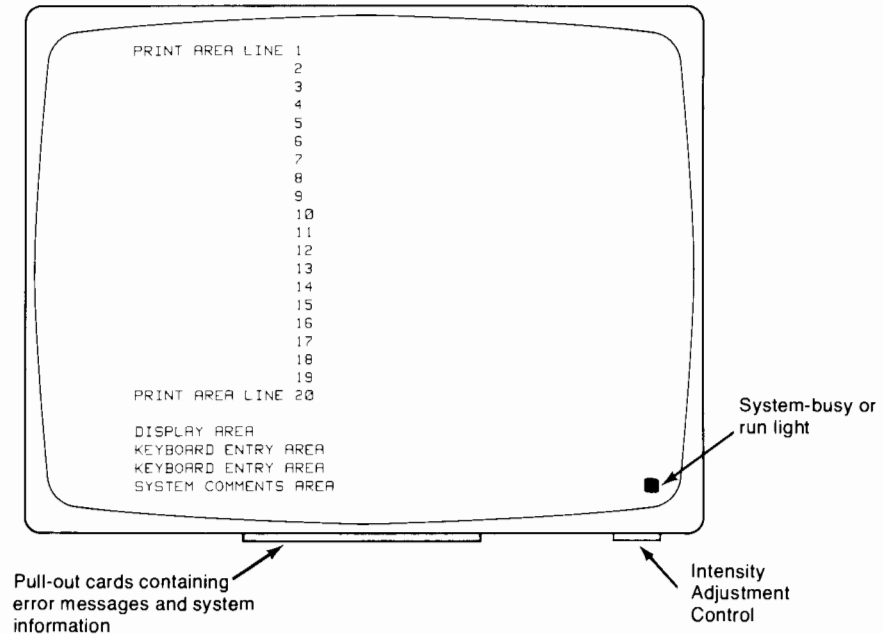 PRINT AREA LINE 1
2
3
4
5
6
7
8
9
10
11
12
13
14
15
16
17
18
19
PRINT AREA LINE 20
DISPLAY AREA
KEYBOARD ENTRY AREA
KEYBOARD ENTRY AREA
SYSTEM COMMENTS AREA
System-busy or
run light
Pull-out cards containing
error messages and system
information
Intensity
Adjustment
Control